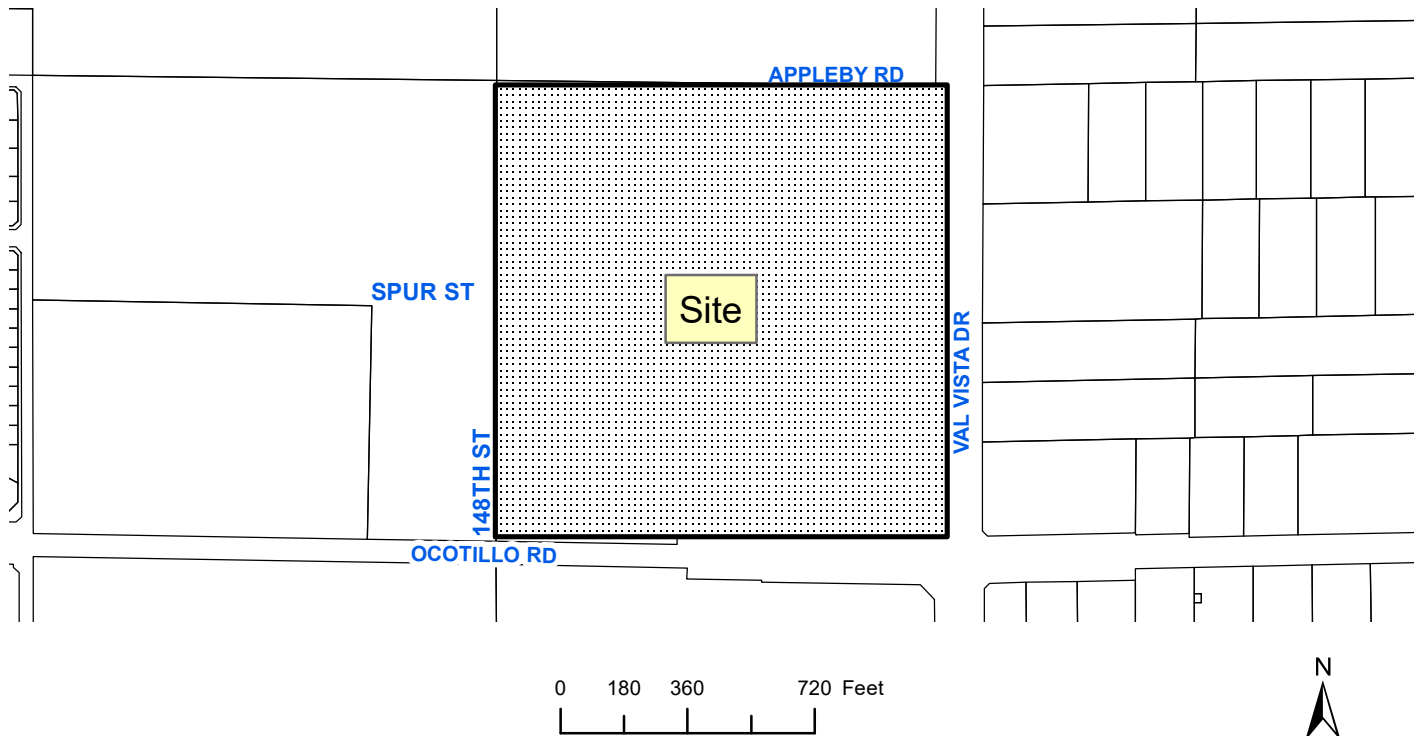 APPLEBY RD
SPUR ST
Site
VAL VISTA DR
148TH ST
OCOTILLO RD
0 180 360 720 Feet
N